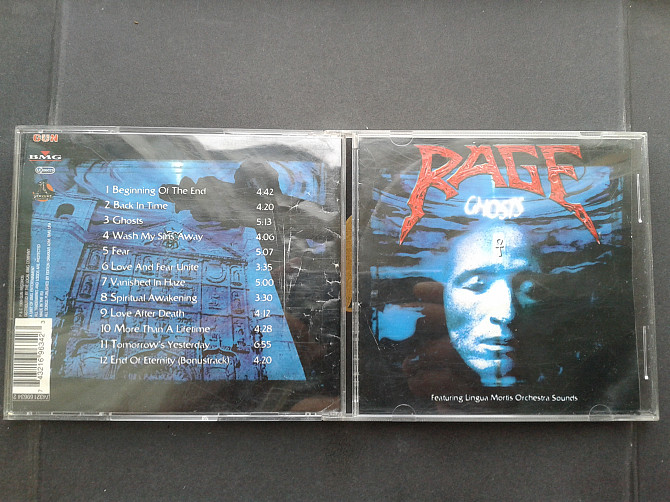 GUN
BMG
1 Beginning Of The End 4:42
2 Back In Time 4:20
3 Ghosts 5:13
4 Wash My Sins Away 4:06
5 Fear 5:07
6 Love And Fear Unite 3:35
7 Vanished In Haze 5:00
8 Spiritual Awakening 3:30
9 Love After Death 4:12
10 More Than A Lifetime 4:28
11 Tomorrow's Yesterday 6:55
12 End Of Eternity (Bonustrack) 4:20
RAGE
GHOSTS
Featuring Lingua Mortis Orchestra Sounds